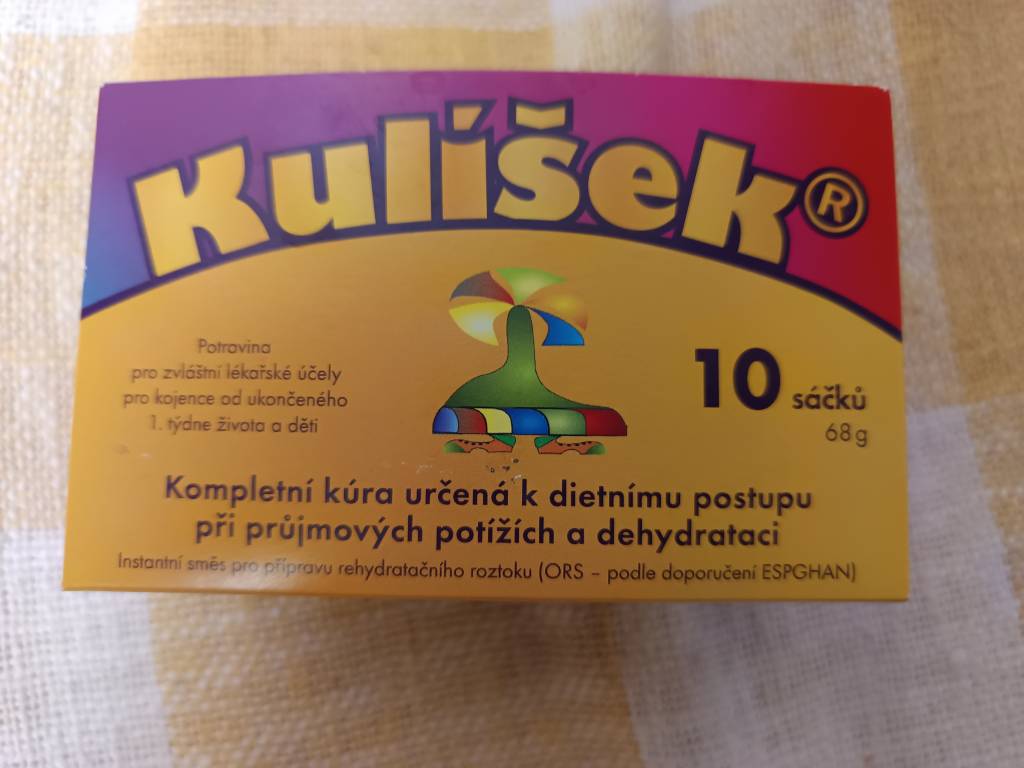 Kulíšek®
Potravina
pro zvláštní lékařské účely
pro kojence od ukončeného
1. týdne života a děti
10 sáčků
68 g
Kompletní kúra určená k dietnímu postupu
při průjmových potížích a dehydrataci
Instantní směs pro přípravu rehydratačního roztoku (ORS – podle doporučení ESPGHAN)